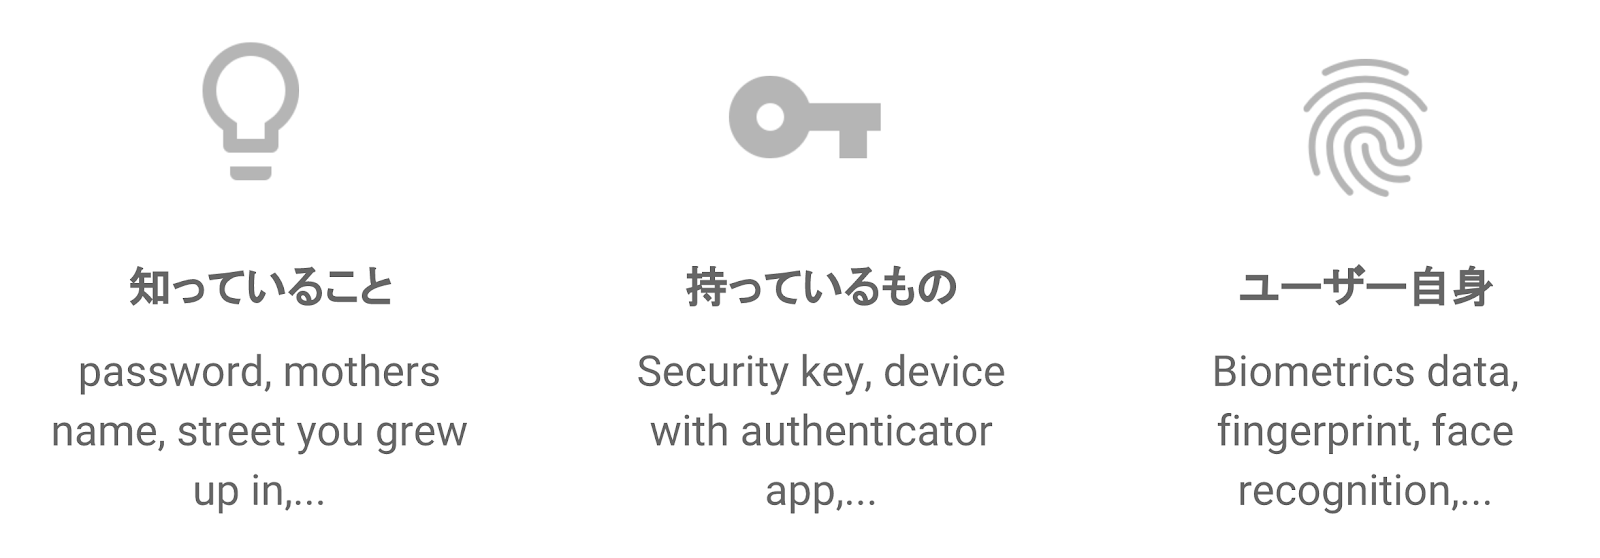 知っていること
password, mothers
name, street you grew
up in,...
持っているもの
Security key, device
with authenticator
app,...
ユーザー自身
Biometrics data,
fingerprint, face
recognition,...